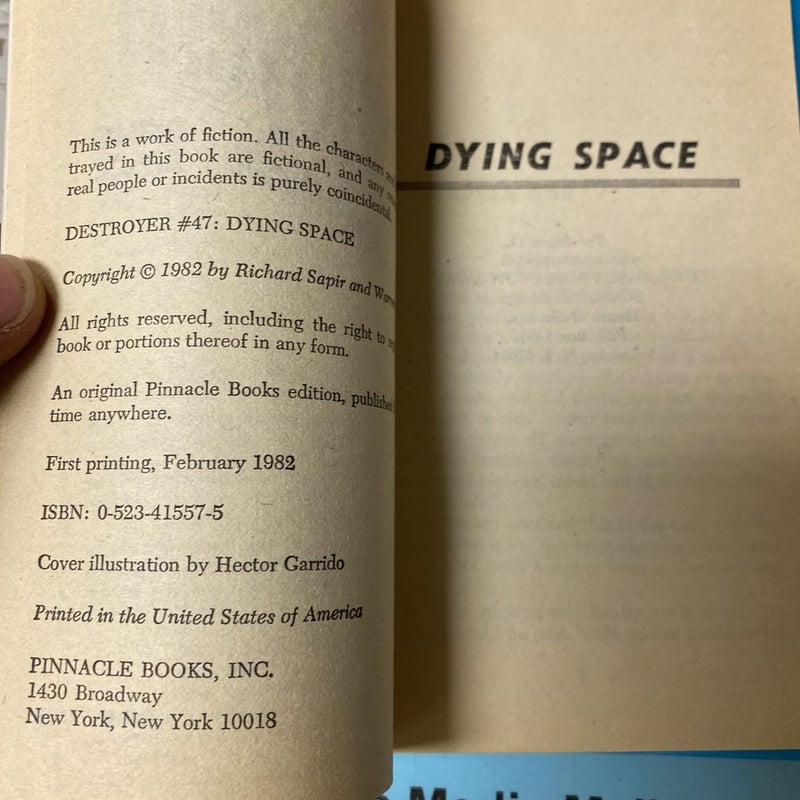 This is a work of fiction. All the characters
trayed in this book are fictional, and any
real people or incidents is purely coincidental.
DESTROYER #47: DYING SPACE
Copyright © 1982 by Richard Sapir and
All rights reserved, including the right to
book or portions thereof in any form.
An original Pinnacle Books edition, published
time anywhere.
First printing, February 1982
ISBN: 0-523-41557-5
Cover illustration by Hector Garrido
Printed in the United States of America
PINNACLE BOOKS, INC.
1430 Broadway
New York, New York 10018
DYING SPACE